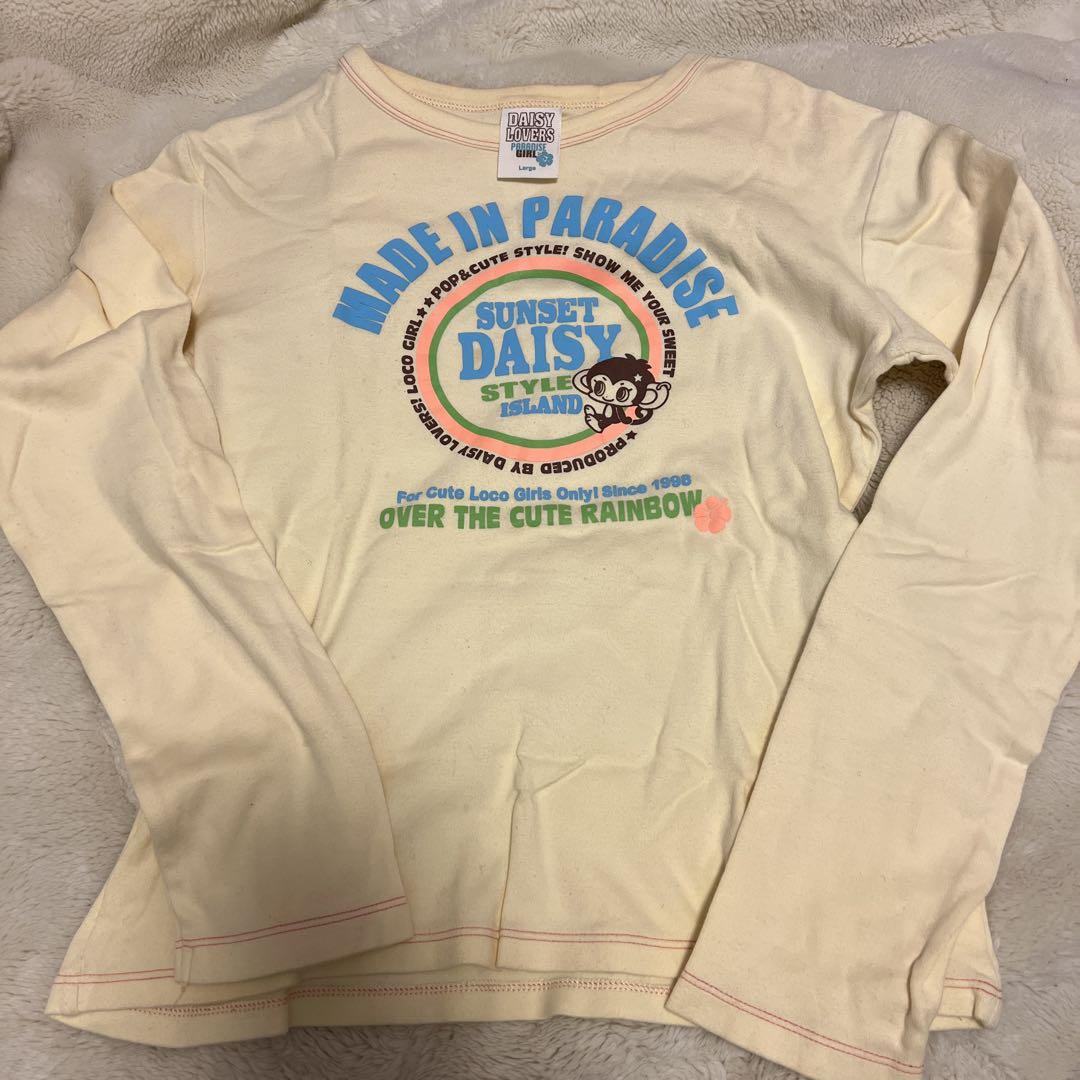 DAISY
LOVERS
PARADISE
GIRL
Large
MADE IN PARADISE
★POP&CUTE STYLE! SHOW ME YOUR SWEET
SUNSET
DAISY
STYLE
ISLAND
★PRODUCED BY DAISY LOVERS! LOCO GIRL★
For Cute Loco Girls Only! Since 1998
OVER THE CUTE RAINBOW